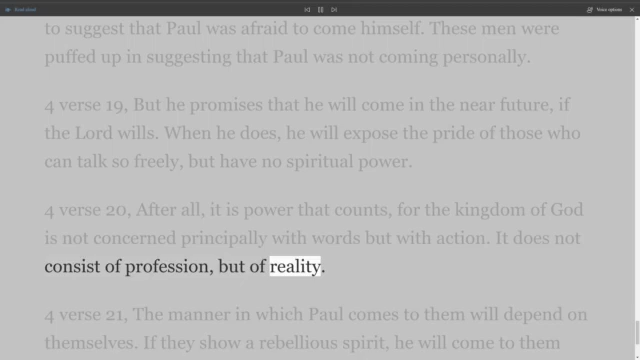 Read aloud
Voice options
to suggest that Paul was afraid to come himself. These men were
puffed up in suggesting that Paul was not coming personally.
4 verse 19, But he promises that he will come in the near future, if
the Lord wills. When he does, he will expose the pride of those who
can talk so freely, but have no spiritual power.
4 verse 20, After all, it is power that counts, for the kingdom of God
is not concerned principally with words but with action. It does not
consist of profession, but of reality.
4 verse 21, The manner in which Paul comes to them will depend on
themselves. If they show a rebellious spirit, he will come to them